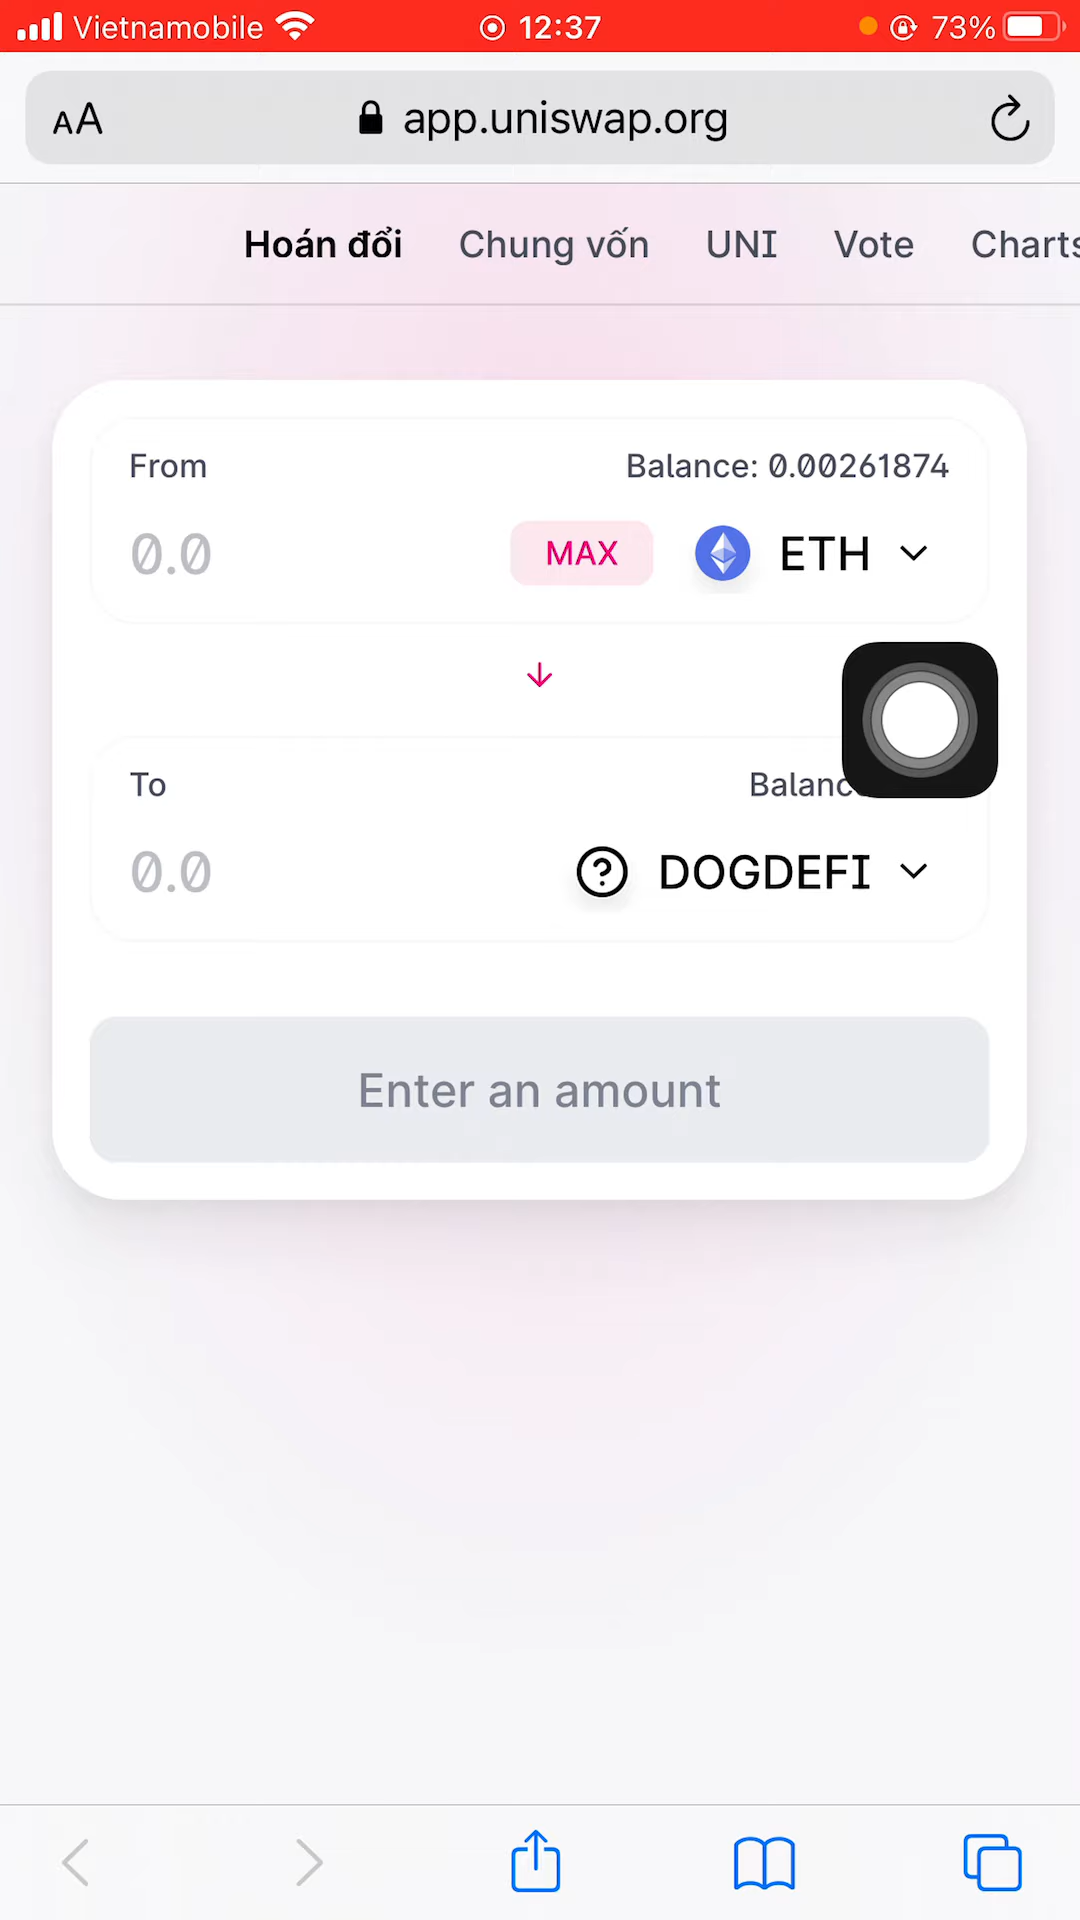 Vietnamobile 12:37 73%
AA app.uniswap.org
Hoán đổi Chung vốn UNI Vote Charts
From Balance: 0.00261874
0.0 MAX ETH
To
0.0 DOGDEFI
Enter an amount